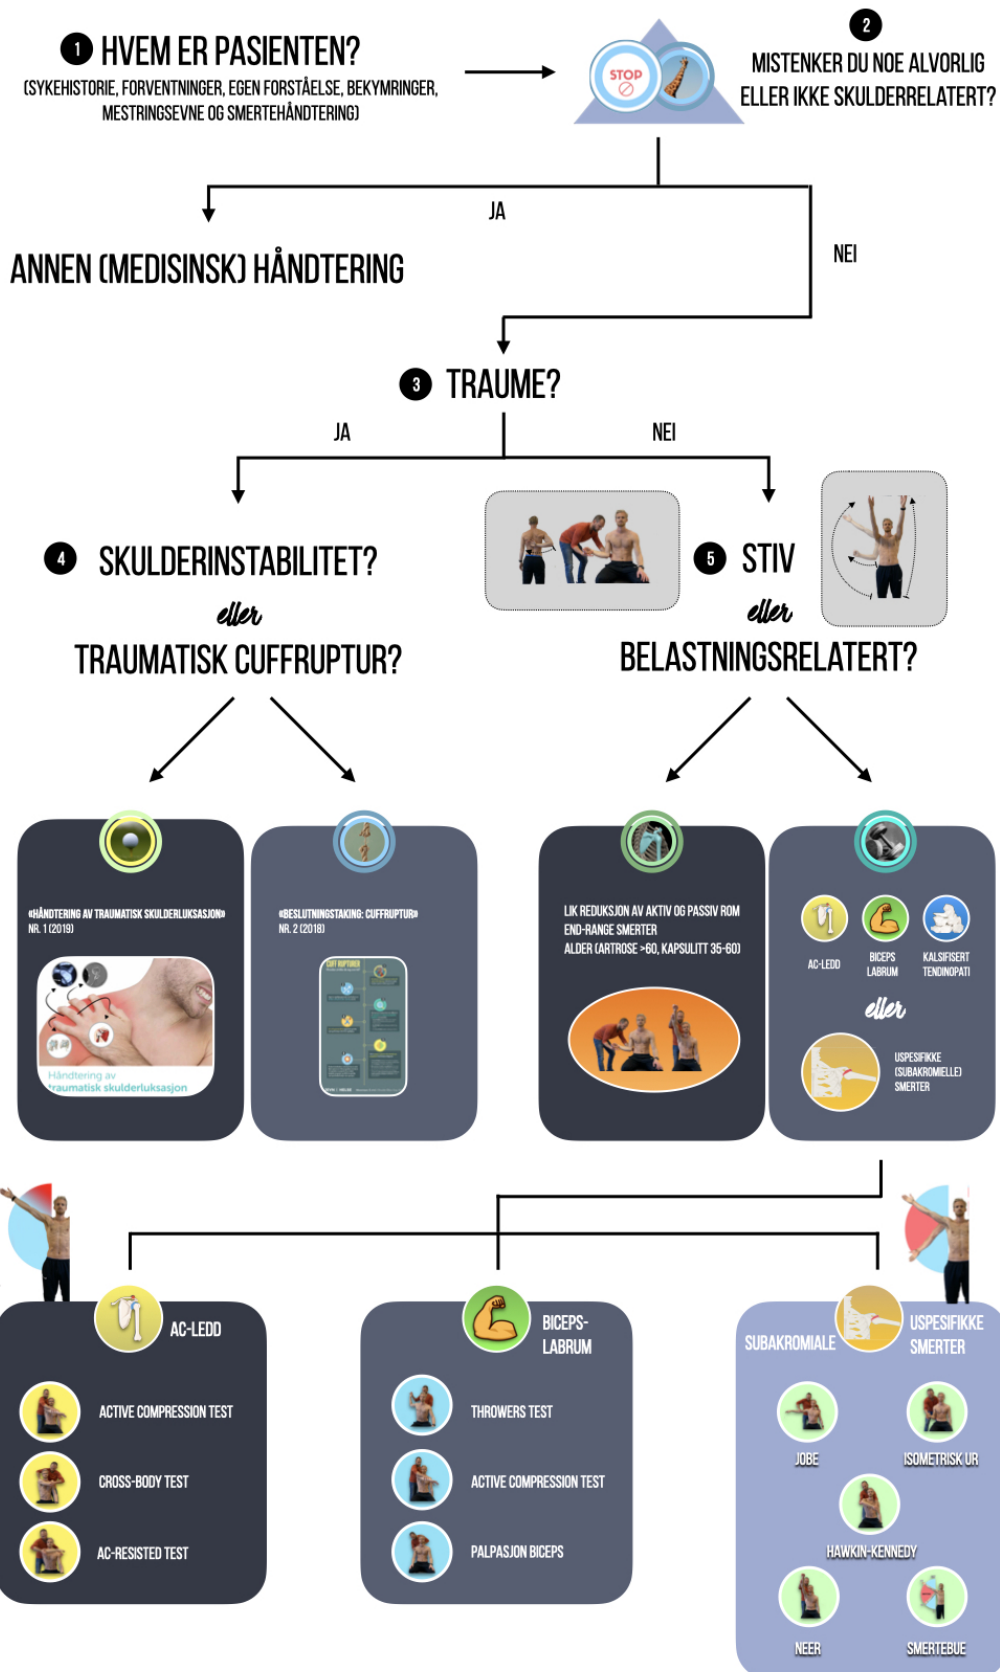 1 HVEM ER PASIENTEN?
(SYKEHISTORIE, FORVENTNINGER, EGEN FORSTÅELSE, BEKYMRINGER,
MESTRINGSEVNE OG SMERTEHÅNDTERING)
STOP
2
MISTENKER DU NOE ALVORLIG
ELLER IKKE SKULDERRELATERT?
JA
NEI
ANNEN (MEDISINSK) HÅNDTERING
3 TRAUME?
JA
NEI
4 SKULDERINSTABILITET?
eller
TRAUMATISK CUFFRUPTUR?
5 STIV
eller
BELASTNINGSRELATERT?
«HÅNDTERING AV TRAUMATISK SKULDERLUKSASJON»
NR. 1 (2019)
Håndtering av
traumatisk skulderluksasjon
«BESLUTNINGSTAKING: CUFFRUPTUR»
NR. 2 (2018)
CUFF RUPTURER
LIK REDUKSJON AV AKTIV OG PASSIV ROM
END-RANGE SMERTER
ALDER (ARTROSE >60, KAPSULITT 35-60)
AC-LEDD
BICEPS
LABRUM
KALSIFISERT
TENDINOPATI
eller
USPESIFIKKE
(SUBAKROMIELLE)
SMERTER
AC-LEDD
ACTIVE COMPRESSION TEST
CROSS-BODY TEST
AC-RESISTED TEST
BICEPS-
LABRUM
THROWERS TEST
ACTIVE COMPRESSION TEST
PALPASJON BICEPS
SUBAKROMIALE
USPESIFIKKE
SMERTER
JOBE
ISOMETRISK UR
HAWKIN-KENNEDY
NEER
SMERTEBUE